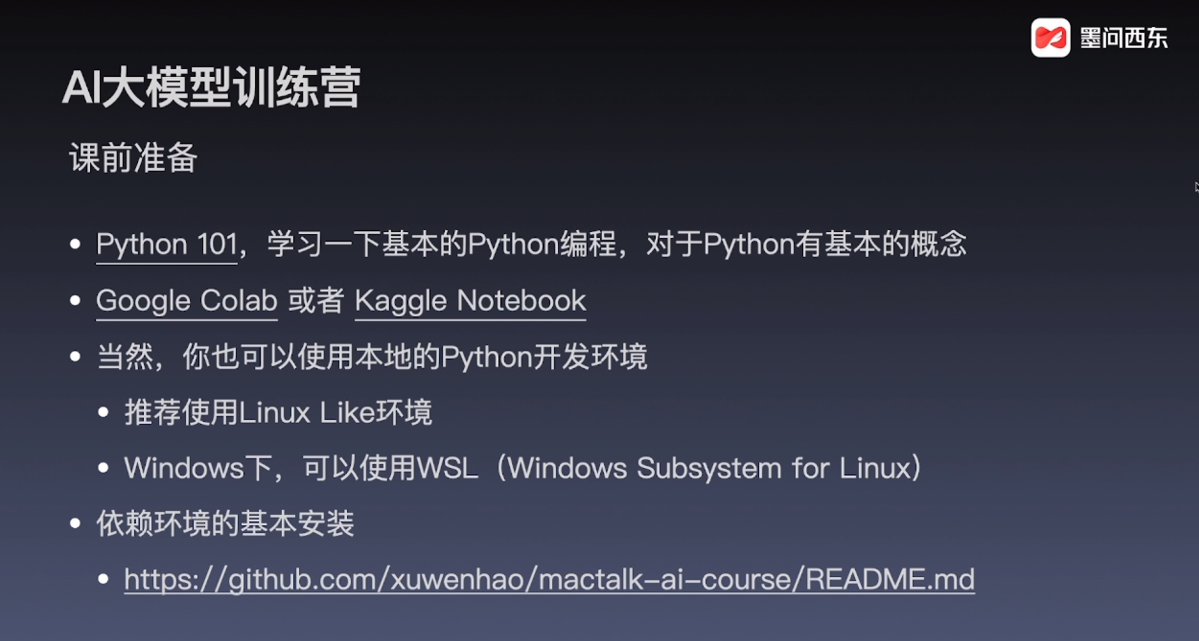 墨问西东
AI大模型训练营
课前准备
• Python 101，学习一下基本的Python编程，对于Python有基本的概念
• Google Colab 或者 Kaggle Notebook
• 当然，你也可以使用本地的Python开发环境
• 推荐使用Linux Like环境
• Windows下，可以使用WSL（Windows Subsystem for Linux）
• 依赖环境的基本安装
• https://github.com/xuwenhao/mactalk-ai-course/README.md